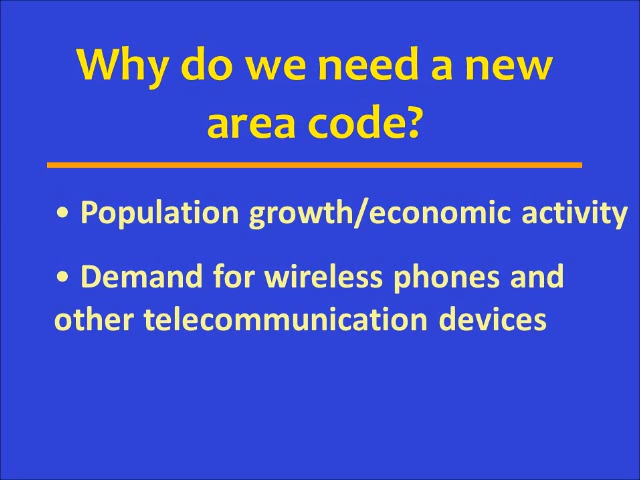 Why do we need a new
area code?
• Population growth/economic activity
• Demand for wireless phones and
other telecommunication devices